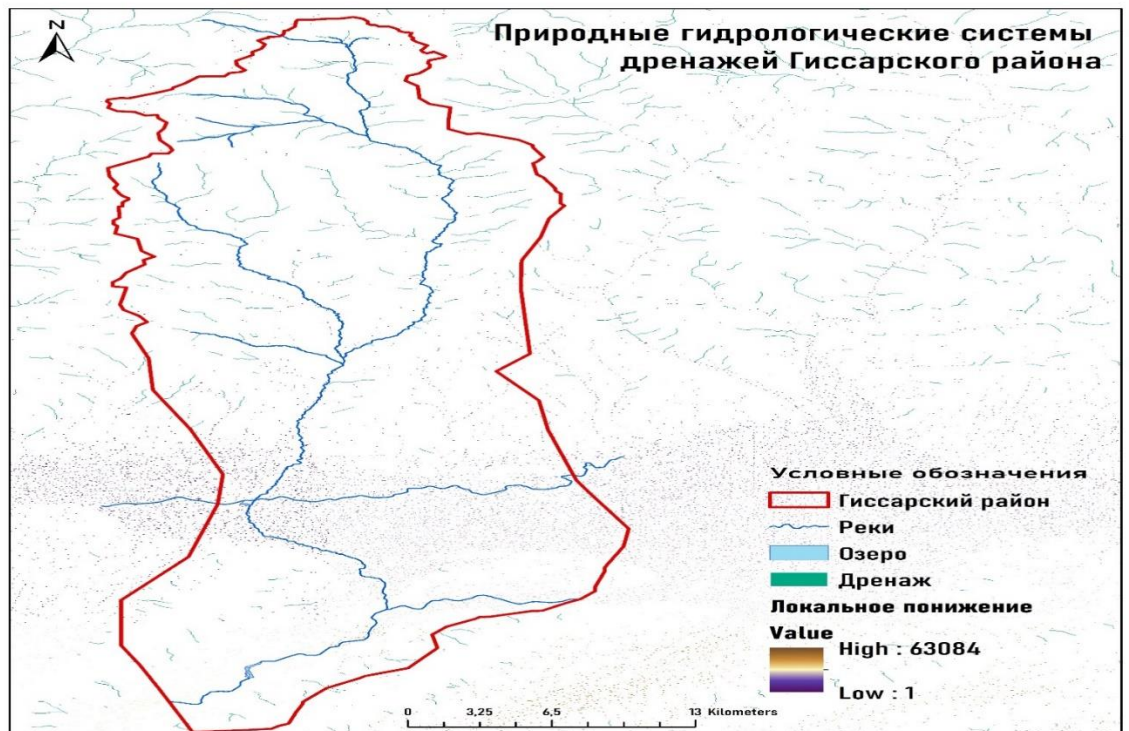 N
Природные гидрологические системы
дренажей Гиссарского района
Условные обозначения
Гиссарский район
Реки
Озеро
Дренаж
Локальное понижение
Value
High : 63084
Low : 1
0 3,25 6,5 13 Kilometers